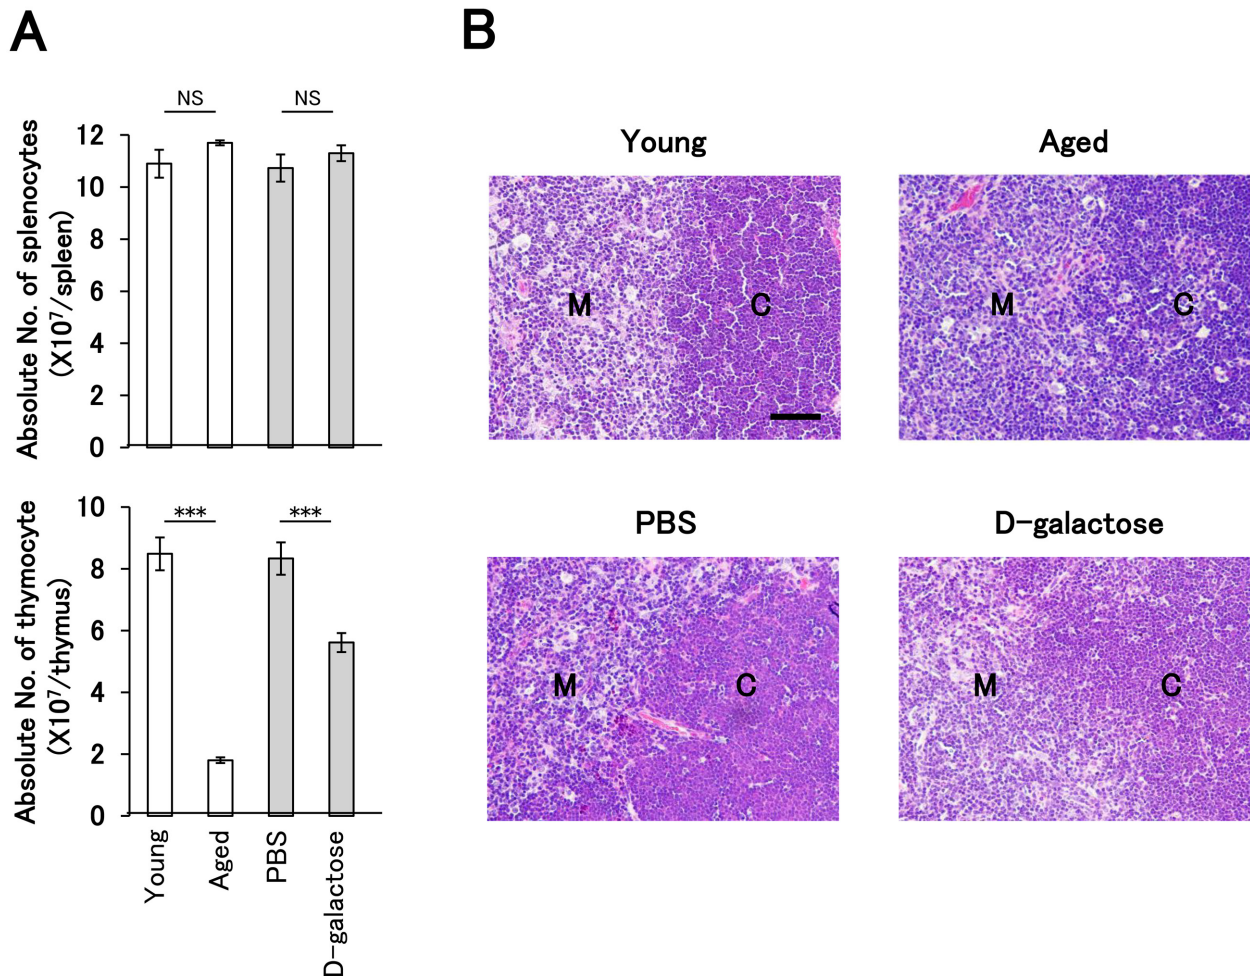 A
NS
NS
Absolute No. of splenocytes
(X10⁷/spleen)
12
10
8
6
4
2
0
Absolute No. of thymocyte
(X10⁷/thymus)
10
8
6
4
2
0
***
***
Young
Aged
PBS
D-galactose
B
Young
M
C
Aged
M
C
PBS
M
C
D-galactose
M
C